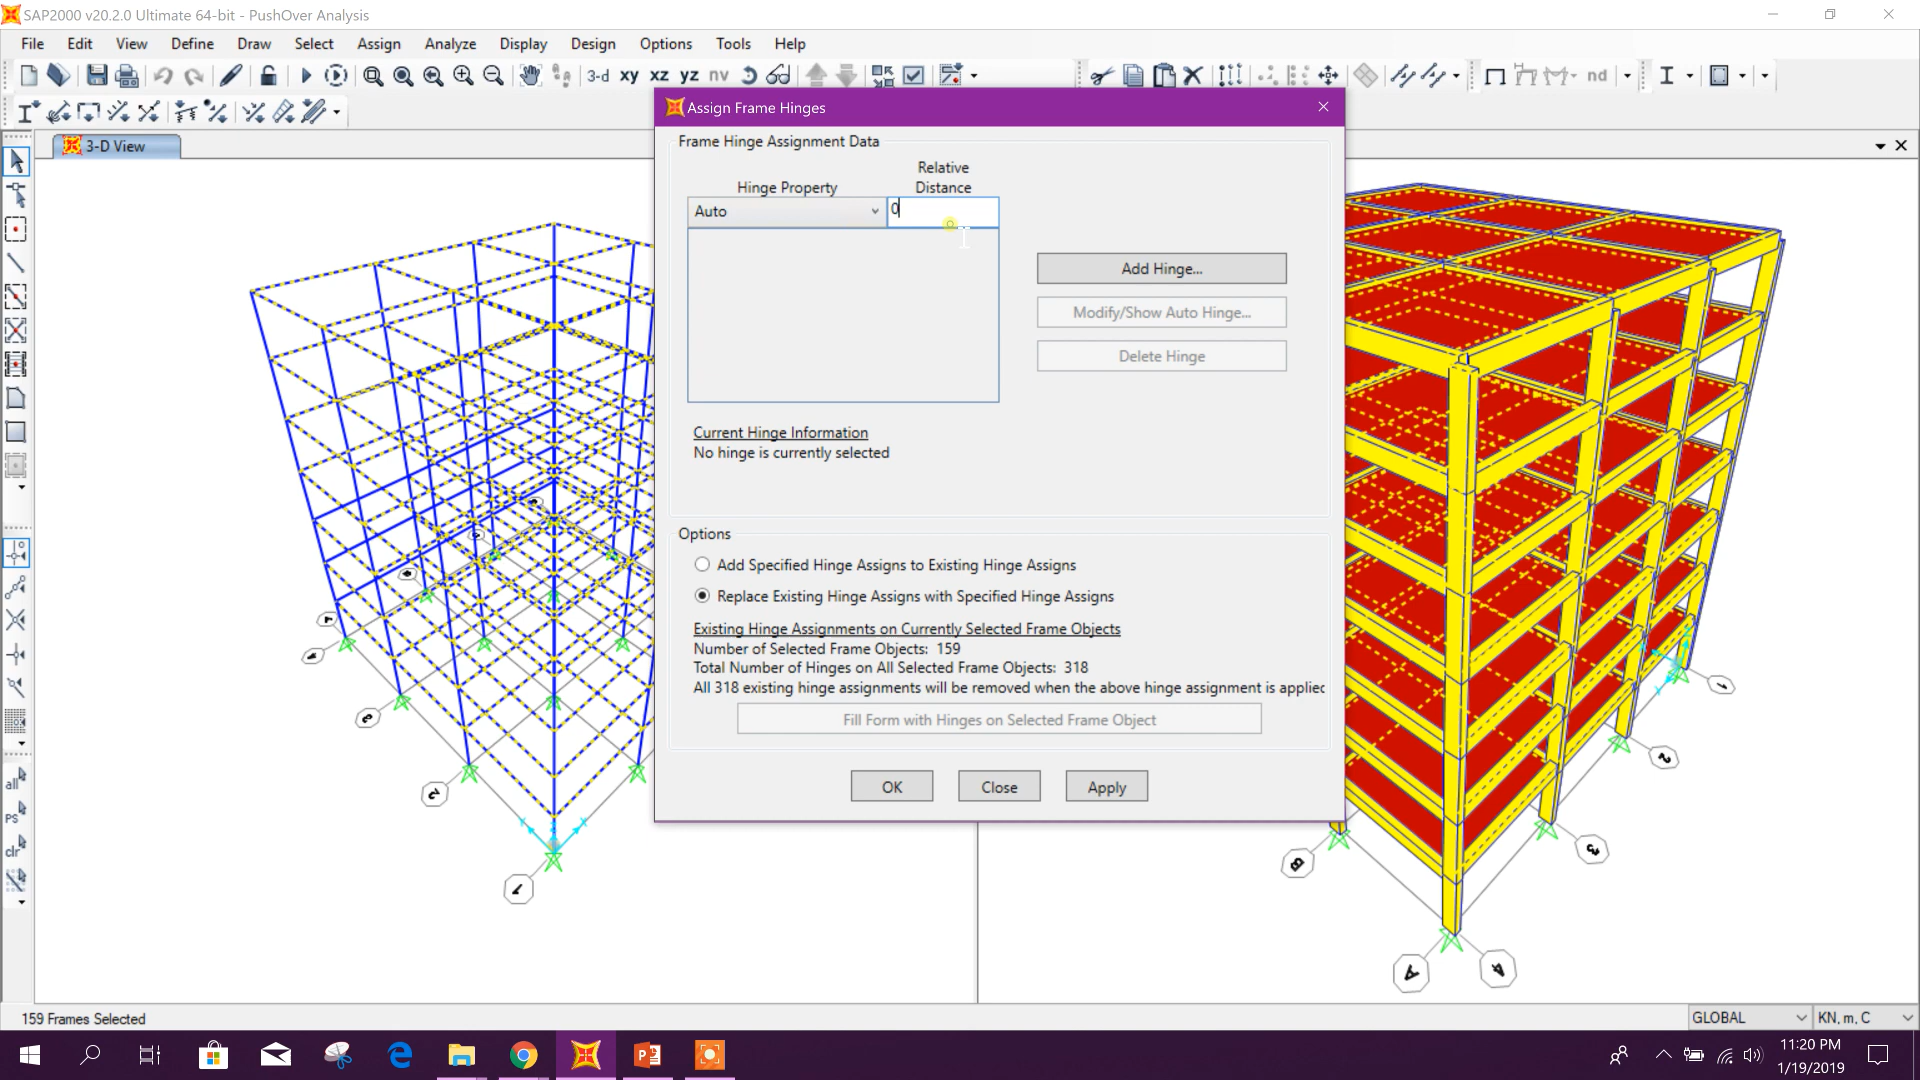 SAP2000 v20.2.0 Ultimate 64-bit - PushOver Analysis
File Edit View Define Draw Select Assign Analyze Display Design Options Tools Help
3-d xy xz yz nv nd
3-D View
Assign Frame Hinges
Frame Hinge Assignment Data
Relative
Hinge Property Distance
Auto 0
Add Hinge...
Modify/Show Auto Hinge...
Delete Hinge
Current Hinge Information
No hinge is currently selected
Options
Add Specified Hinge Assigns to Existing Hinge Assigns
Replace Existing Hinge Assigns with Specified Hinge Assigns
Existing Hinge Assignments on Currently Selected Frame Objects
Number of Selected Frame Objects: 159
Total Number of Hinges on All Selected Frame Objects: 318
All 318 existing hinge assignments will be removed when the above hinge assignment is applied
Fill Form with Hinges on Selected Frame Object
OK Close Apply
all
PS
clr
1
2
3
4
A
B
159 Frames Selected
GLOBAL
KN, m, C
11:20 PM
1/19/2019